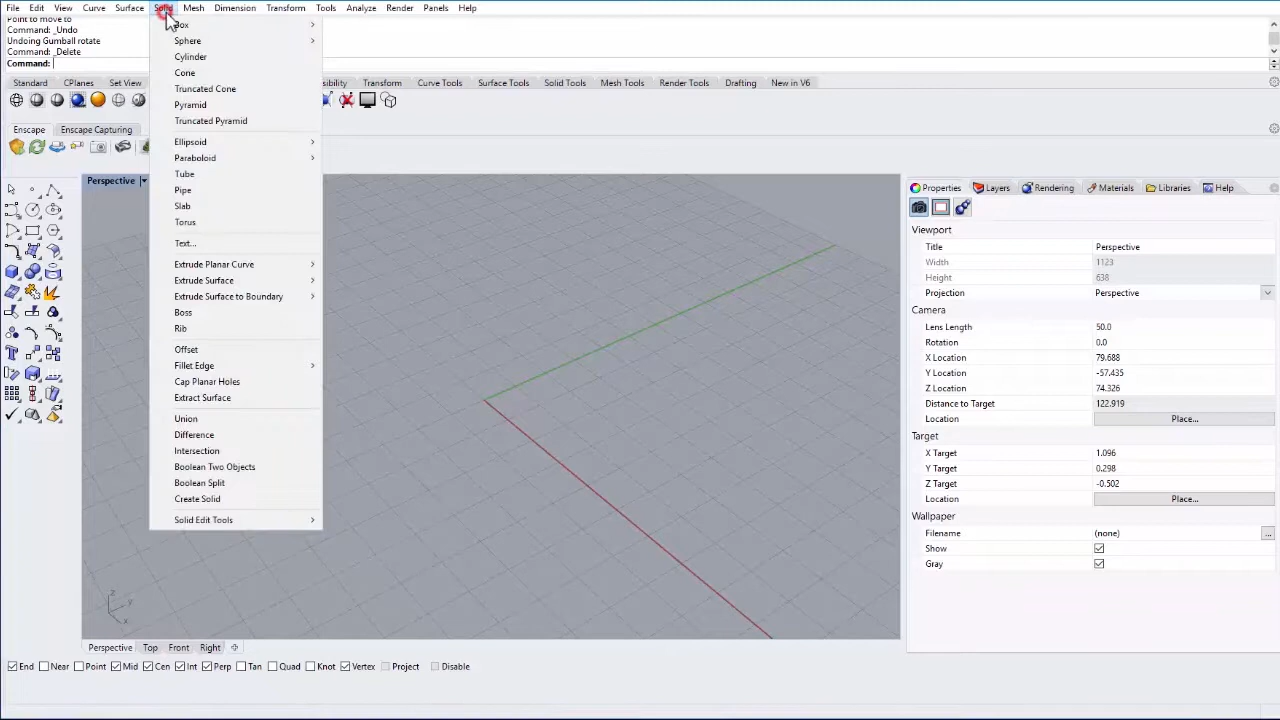 File Edit View Curve Surface Solid Mesh Dimension Transform Tools Analyze Render Panels Help
Point to move to
Command: _Undo
Undoing Gumball rotate
Command: _Delete
Command:
Standard CPlanes Set View sibility Transform Curve Tools Surface Tools Solid Tools Mesh Tools Render Tools Drafting New in V6
Enscape Enscape Capturing
Box
Sphere
Cylinder
Cone
Truncated Cone
Pyramid
Truncated Pyramid
Ellipsoid
Paraboloid
Tube
Pipe
Slab
Torus
Text...
Extrude Planar Curve
Extrude Surface
Extrude Surface to Boundary
Boss
Rib
Offset
Fillet Edge
Cap Planar Holes
Extract Surface
Union
Difference
Intersection
Boolean Two Objects
Boolean Split
Create Solid
Solid Edit Tools
Perspective
z
y
x
Properties Layers Rendering Materials Libraries Help
Viewport
Title Perspective
Width 1123
Height 638
Projection Perspective
Camera
Lens Length 50.0
Rotation 0.0
X Location 79.688
Y Location -57.435
Z Location 74.326
Distance to Target 122.919
Location Place...
Target
X Target 1.096
Y Target 0.298
Z Target -0.502
Location Place...
Wallpaper
Filename (none) ...
Show
Gray
Perspective Top Front Right
End Near Point Mid Cen Int Perp Tan Quad Knot Vertex Project Disable